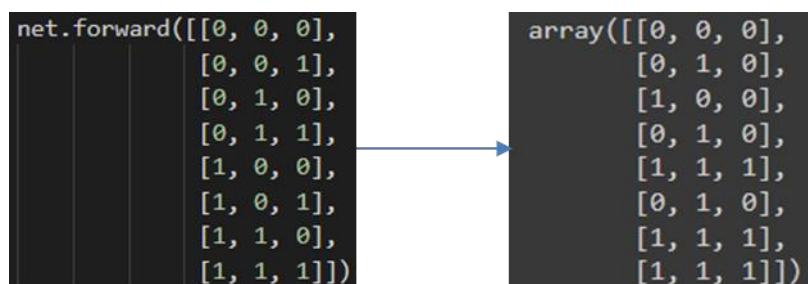 net.forward([[0, 0, 0],
[0, 0, 1],
[0, 1, 0],
[0, 1, 1],
[1, 0, 0],
[1, 0, 1],
[1, 1, 0],
[1, 1, 1]])
array([[0, 0, 0],
[0, 1, 0],
[1, 0, 0],
[0, 1, 0],
[1, 1, 1],
[0, 1, 0],
[1, 1, 1],
[1, 1, 1]])